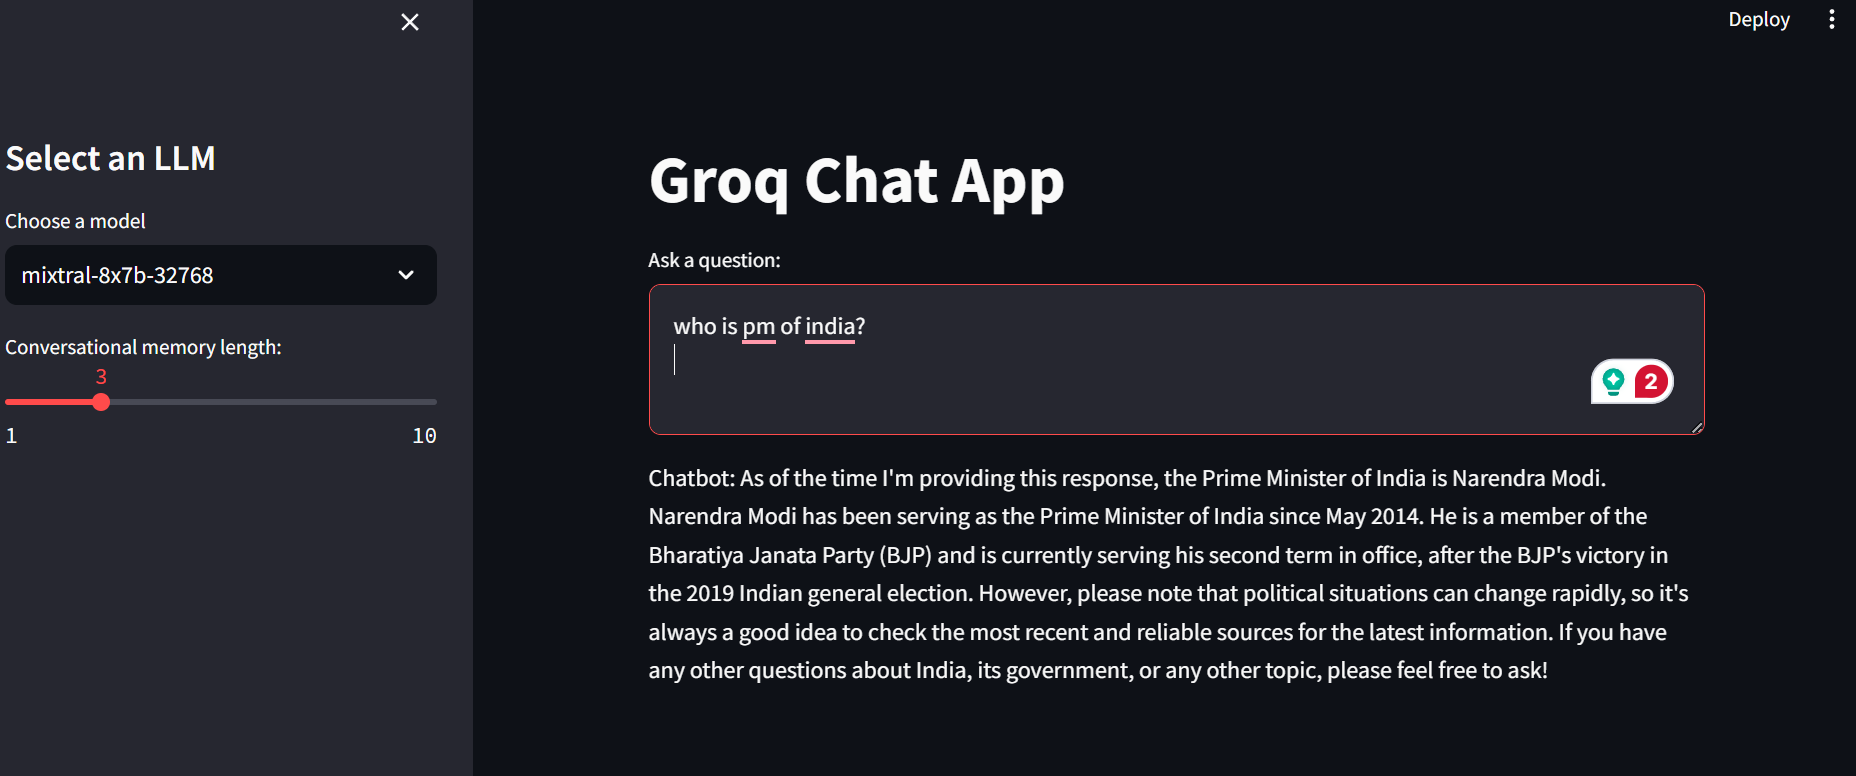 Deploy
Select an LLM
Choose a model
mixtral-8x7b-32768
Conversational memory length:
3
1 10
Groq Chat App
Ask a question:
who is pm of india?
2
Chatbot: As of the time I'm providing this response, the Prime Minister of India is Narendra Modi.
Narendra Modi has been serving as the Prime Minister of India since May 2014. He is a member of the
Bharatiya Janata Party (BJP) and is currently serving his second term in office, after the BJP's victory in
the 2019 Indian general election. However, please note that political situations can change rapidly, so it's
always a good idea to check the most recent and reliable sources for the latest information. If you have
any other questions about India, its government, or any other topic, please feel free to ask!